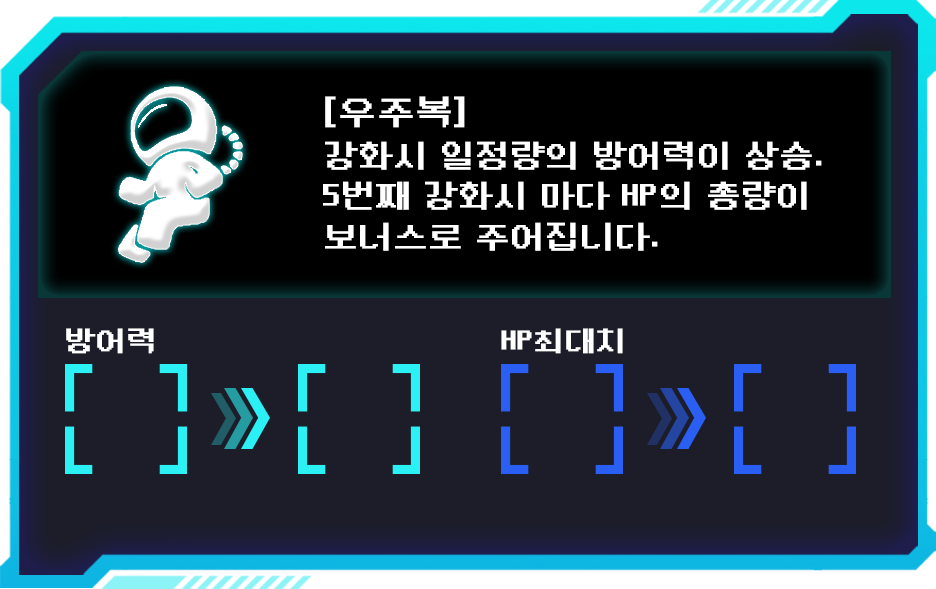 [우주복]
강화시 일정량의 방어력이 상승.
5번째 강화시 마다 HP의 총량이
보너스로 주어집니다.
방어력
HP최대치